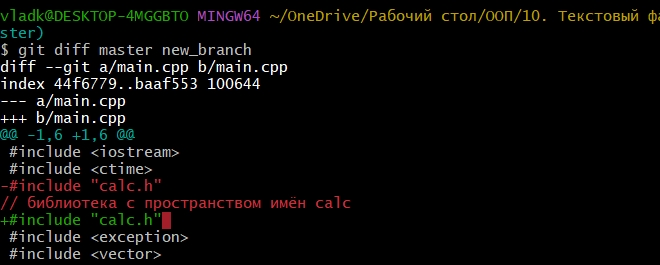 vladk@DESKTOP-4MGGBTO MINGW64 ~/OneDrive/Рабочий стол/ООП/10. Текстовый фа
ster)
$ git diff master new_branch
diff --git a/main.cpp b/main.cpp
index 44f6779..baaf553 100644
--- a/main.cpp
+++ b/main.cpp
@@ -1,6 +1,6 @@
 #include <iostream>
 #include <ctime>
-#include "calc.h"
// библиотека с пространством имён calc
+#include "calc.h"
 #include <exception>
 #include <vector>